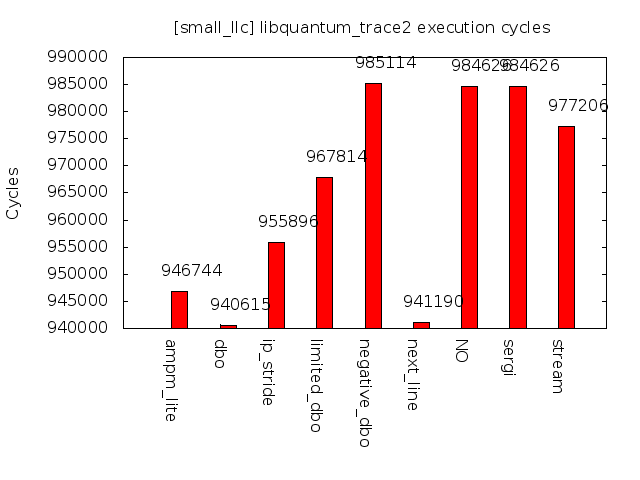 [small_llc] libquantum_trace2 execution cycles
Cycles
990000
985000
980000
975000
970000
965000
960000
955000
950000
945000
940000
946744
940615
955896
967814
985114
941190
984626
984626
977206
ampm_lite
dbo
ip_stride
limited_dbo
negative_dbo
next_line
NO
sergi
stream